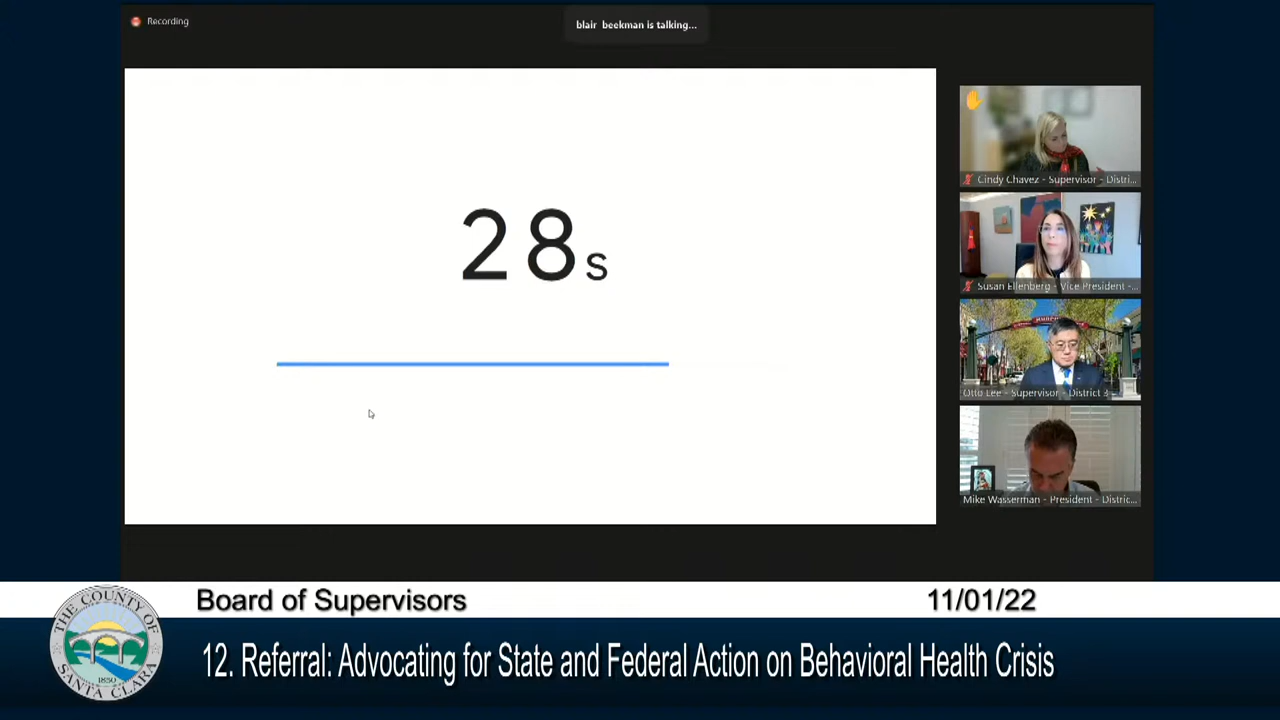 Recording
blair beekman is talking...
28s
Cindy Chavez - Supervisor - Distri...
Susan Ellenberg - Vice President -...
Otto Lee - Supervisor - District 3 -...
Mike Wasserman - President - Distric...
Board of Supervisors
11/01/22
THE COUNTY OF SANTA CLARA
1850
12. Referral: Advocating for State and Federal Action on Behavioral Health Crisis